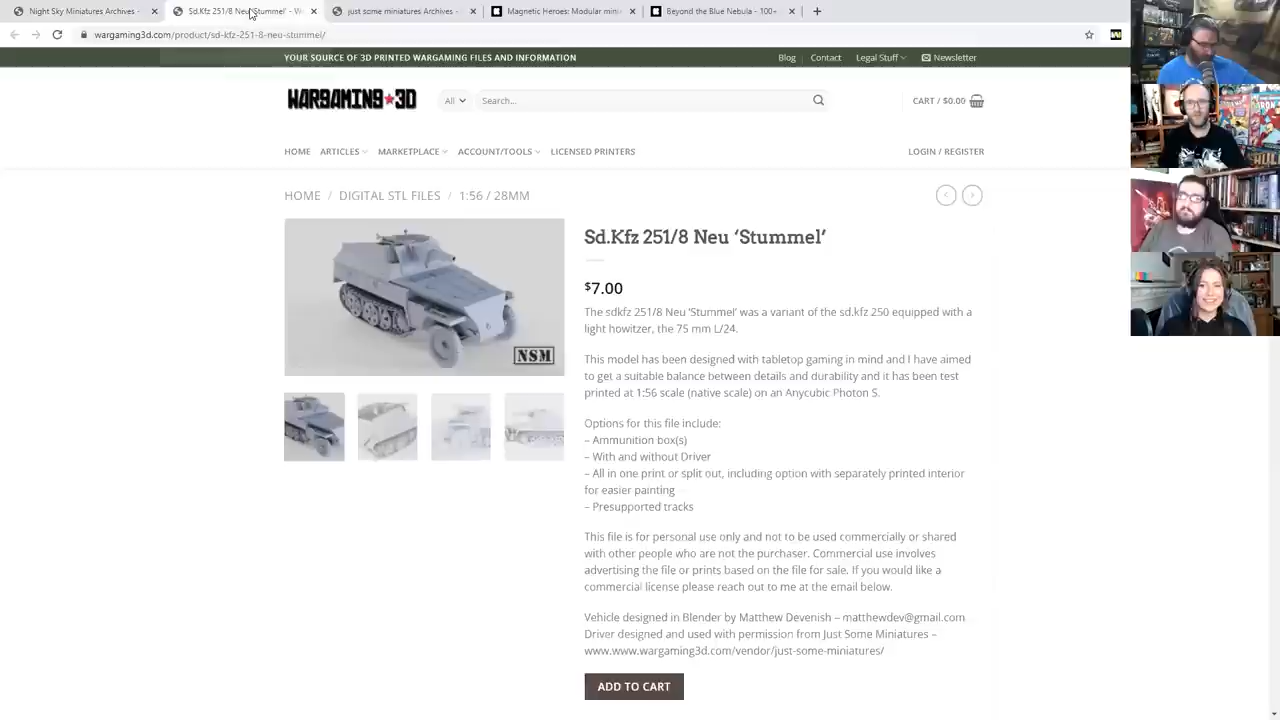 Night Sky Miniatures Archives -
Sd.Kfz 251/8 Neu 'Stummel' - W
just some miniatures Archives -
Magnetic Heroes: Modular mini
Beyond the Blue Nebula - 100+
wargaming3d.com/product/sd-kfz-251-8-neu-stummel/
YOUR SOURCE OF 3D PRINTED WARGAMING FILES AND INFORMATION
Blog Contact Legal Stuff Newsletter
WARGAMING 3D
All Search...
CART / $0.00
HOME ARTICLES MARKETPLACE ACCOUNT/TOOLS LICENSED PRINTERS
LOGIN / REGISTER
HOME / DIGITAL STL FILES / 1:56 / 28MM
Sd.Kfz 251/8 Neu ‘Stummel’
$7.00
The sdkfz 251/8 Neu 'Stummel' was a variant of the sd.kfz 250 equipped with a
light howitzer, the 75 mm L/24.
This model has been designed with tabletop gaming in mind and I have aimed
to get a suitable balance between details and durability and it has been test
printed at 1:56 scale (native scale) on an Anycubic Photon S.
Options for this file include:
– Ammunition box(s)
– With and without Driver
– All in one print or split out, including option with separately printed interior
for easier painting
– Presupported tracks
This file is for personal use only and not to be used commercially or shared
with other people who are not the purchaser. Commercial use involves
advertising the file or prints based on the file for sale. If you would like a
commercial license please reach out to me at the email below.
Vehicle designed in Blender by Matthew Devenish – matthewdev@gmail.com
Driver designed and used with permission from Just Some Miniatures –
www.www.wargaming3d.com/vendor/just-some-miniatures/
ADD TO CART
NSM